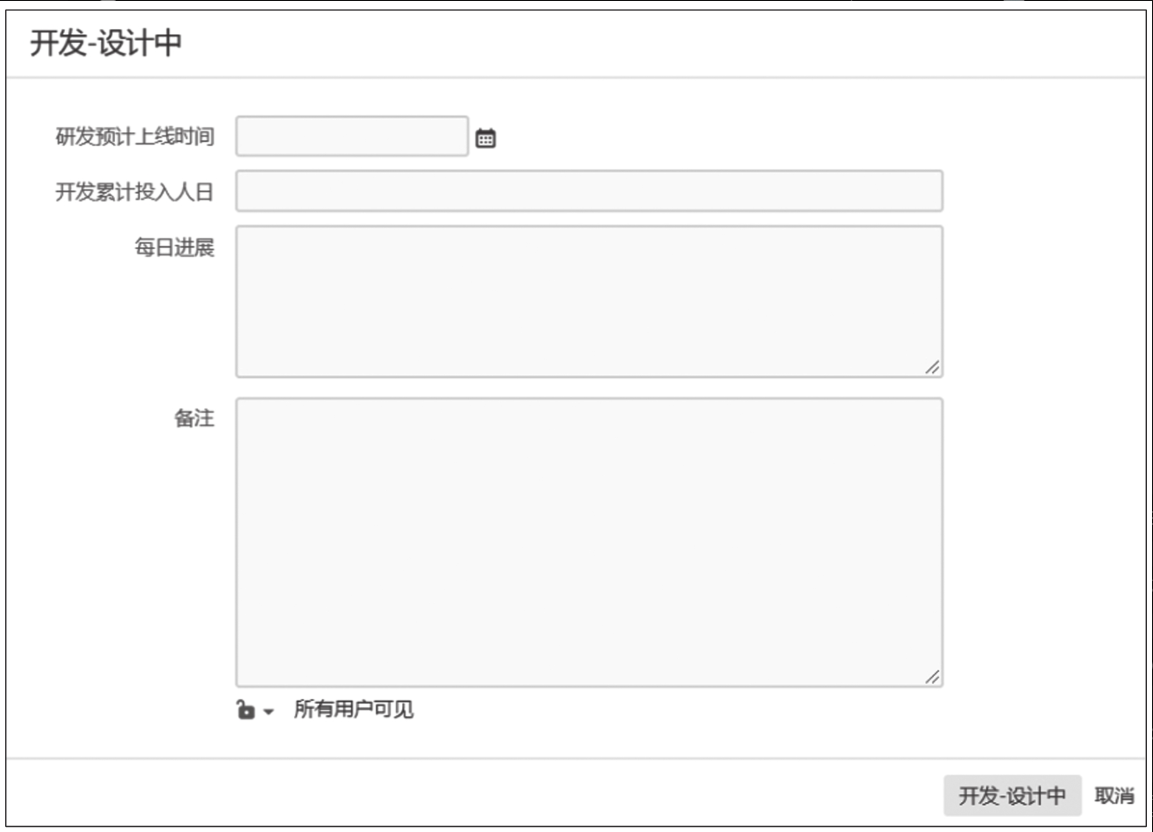 开发-设计中
研发预计上线时间
开发累计投入人日
每日进展
备注
所有用户可见
开发-设计中 取消